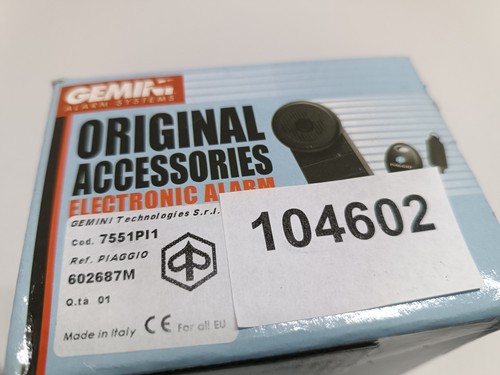 GEMINI
ALARM SYSTEMS
ORIGINAL
ACCESSORIES
ELECTRONIC ALARM
GEMINI Technologies S.r.l.
Cod. 7551PI1
Ref. PIAGGIO
602687M
Q.tà 01
Made in Italy CE For all EU
104602